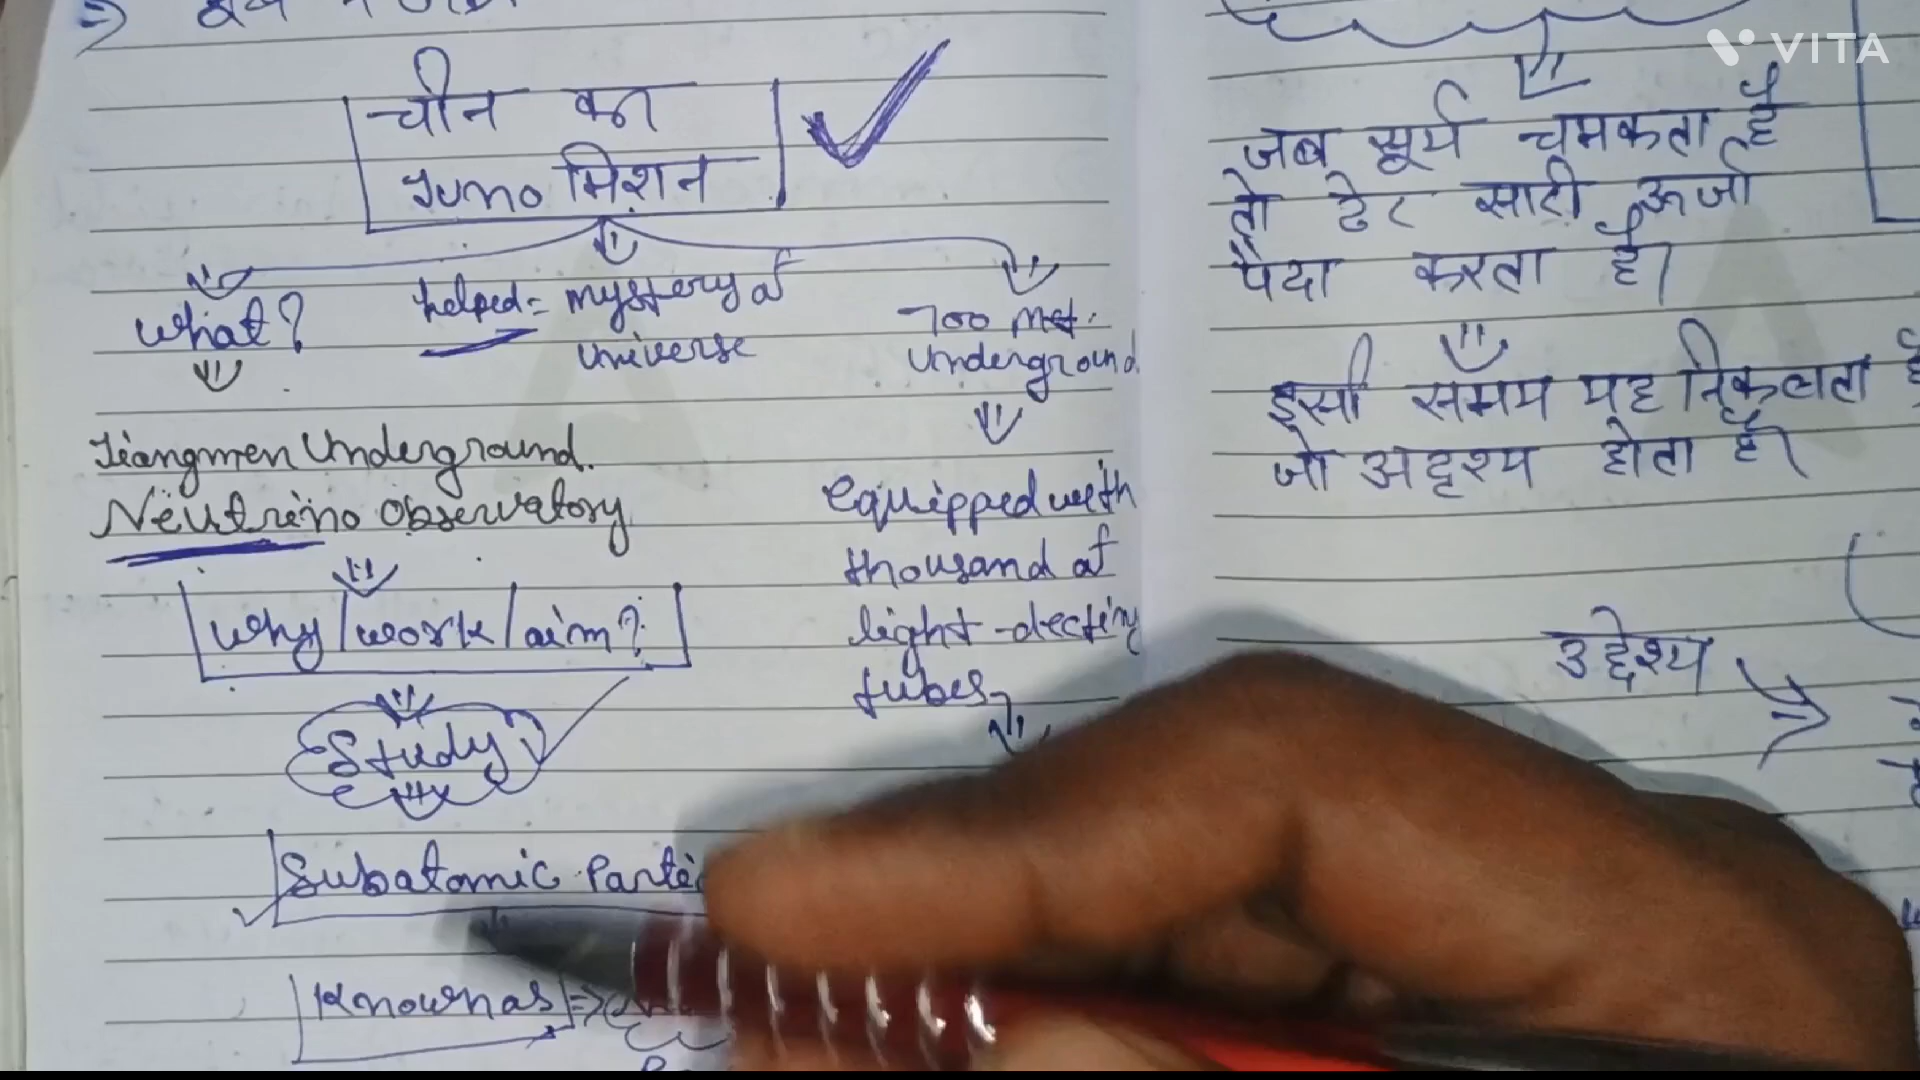 चीन का
Juno मिशन
what?
helped = mystery of
universe
700 met.
underground
Jiangmen Underground.
Neutrino Observatory
equipped with
thousand of
light-decting
tubes
why/work/aim?
Study
Subatomic Parti
Known as =>
VITA
जब सूर्य चमकता है
तो ढेर सारी ऊर्जा
पैदा करता है।
इसी समय यह निकलता है
जो अदृश्य होता है।
उद्देश्य